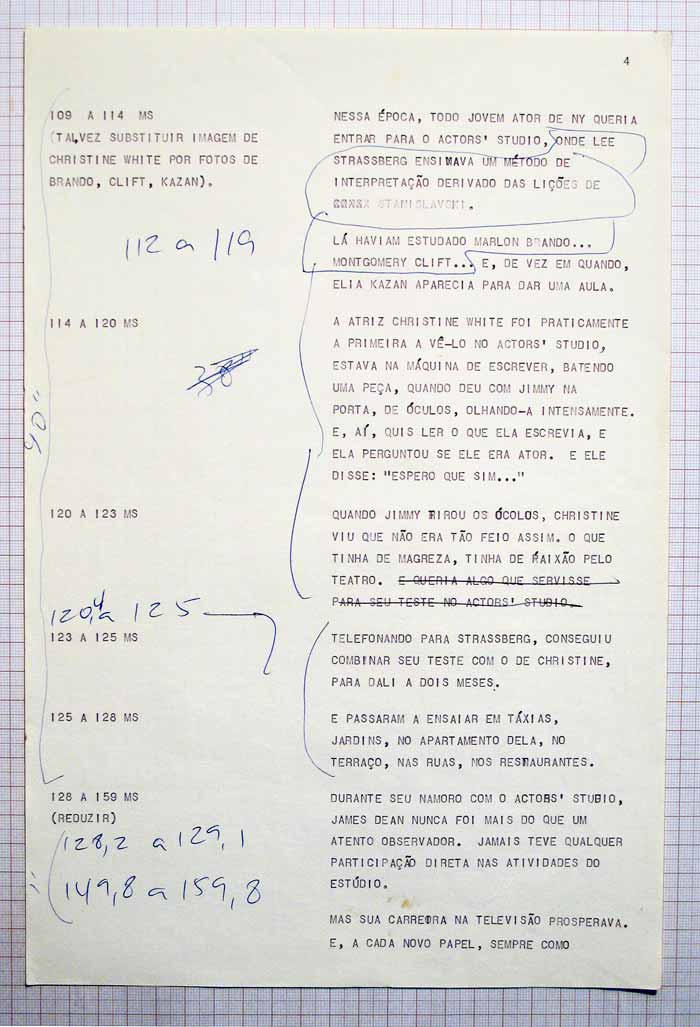 4
109 A 114 MS
(TALVEZ SUBSTITUIR IMAGEM DE
CHRISTINE WHITE POR FOTOS DE
BRANDO, CLIFT, KAZAN).
112 a 119
NESSA ÉPOCA, TODO JOVEM ATOR DE NY QUERIA
ENTRAR PARA O ACTORS' STUDIO, ONDE LEE
STRASSBERG ENSINAVA UM MÉTODO DE
INTERPRETAÇÃO DERIVADO DAS LIÇÕES DE
STANISLAVSKI.
LÁ HAVIAM ESTUDADO MARLON BRANDO...
MONTGOMERY CLIFT... E, DE VEZ EM QUANDO,
ELIA KAZAN APARECIA PARA DAR UMA AULA.
114 A 120 MS
38
40"
A ATRIZ CHRISTINE WHITE FOI PRATICAMENTE
A PRIMEIRA A VÊ-LO NO ACTORS' STUDIO,
ESTAVA NA MÁQUINA DE ESCREVER, BATENDO
UMA PEÇA, QUANDO DEU COM JIMMY NA
PORTA, DE ÓCULOS, OLHANDO-A INTENSAMENTE.
E, AÍ, QUIS LER O QUE ELA ESCREVIA, E
ELA PERGUNTOU SE ELE ERA ATOR. E ELE
DISSE: "ESPERO QUE SIM..."
120 A 123 MS
QUANDO JIMMY TIROU OS ÓCOLOS, CHRISTINE
VIU QUE NÃO ERA TÃO FEIO ASSIM. O QUE
TINHA DE MAGREZA, TINHA DE PAIXÃO PELO
TEATRO. E QUERIA ALGO QUE SERVISSE
PARA SEU TESTE NO ACTORS' STUDIO.
120,4 a 125
123 A 125 MS
TELEFONANDO PARA STRASSBERG, CONSEGUIU
COMBINAR SEU TESTE COM O DE CHRISTINE,
PARA DALI A DOIS MESES.
125 A 128 MS
E PASSARAM A ENSAIAR EM TÁXIAS,
JARDINS, NO APARTAMENTO DELA, NO
TERRAÇO, NAS RUAS, NOS RESTAURANTES.
128 A 159 MS
(REDUZIR)
128,2 a 129,1
149,8 a 159,8
DURANTE SEU NAMORO COM O ACTORS' STUDIO,
JAMES DEAN NUNCA FOI MAIS DO QUE UM
ATENTO OBSERVADOR. JAMAIS TEVE QUALQUER
PARTICIPAÇÃO DIRETA NAS ATIVIDADES DO
ESTÚDIO.
MAS SUA CARREIRA NA TELEVISÃO PROSPERAVA.
E, A CADA NOVO PAPEL, SEMPRE COMO